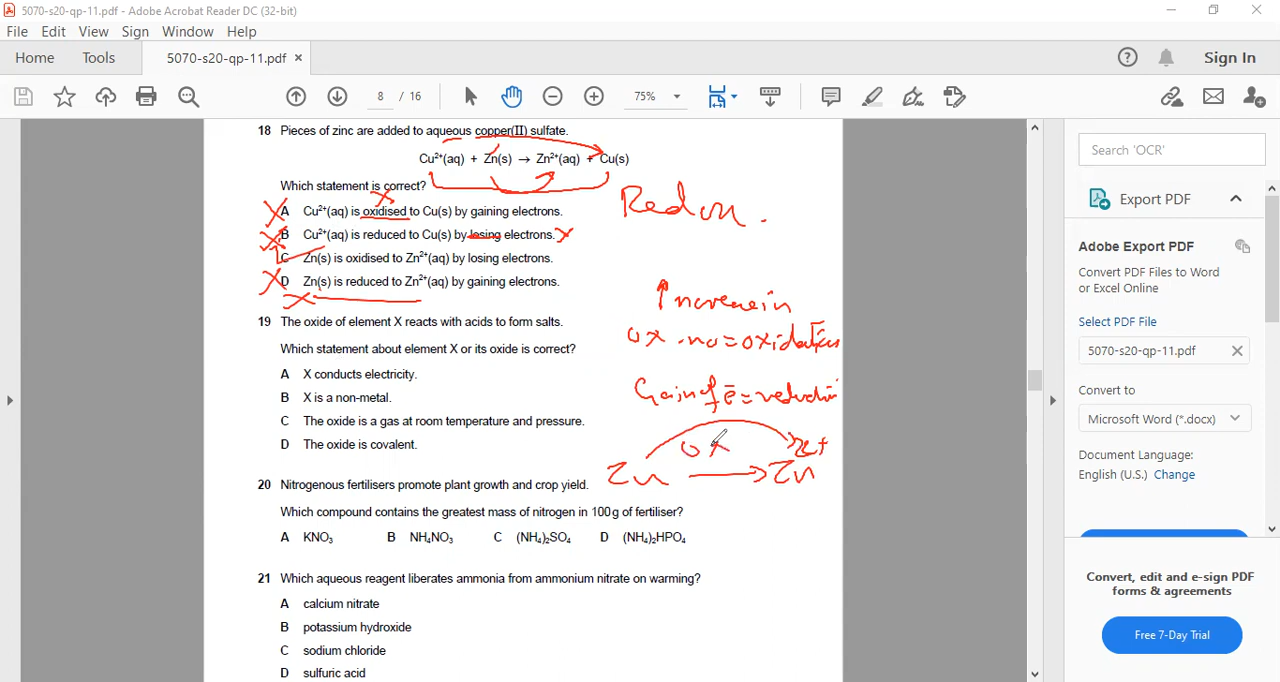 5070-s20-qp-11.pdf - Adobe Acrobat Reader DC (32-bit)
File Edit View Sign Window Help
Home Tools 5070-s20-qp-11.pdf × Sign In
8 / 16 75%
18 Pieces of zinc are added to aqueous copper(II) sulfate.
Cu²⁺(aq) + Zn(s) → Zn²⁺(aq) + Cu(s)
Which statement is correct?
A Cu²⁺(aq) is oxidised to Cu(s) by gaining electrons.
B Cu²⁺(aq) is reduced to Cu(s) by losing electrons.
C Zn(s) is oxidised to Zn²⁺(aq) by losing electrons.
D Zn(s) is reduced to Zn²⁺(aq) by gaining electrons.
Redox.
↑ Increase in
ox. no = oxidation
Gain of e̅ = reduction
ox
Zn → Zn²⁺
19 The oxide of element X reacts with acids to form salts.
Which statement about element X or its oxide is correct?
A X conducts electricity.
B X is a non-metal.
C The oxide is a gas at room temperature and pressure.
D The oxide is covalent.
20 Nitrogenous fertilisers promote plant growth and crop yield.
Which compound contains the greatest mass of nitrogen in 100 g of fertiliser?
A KNO₃ B NH₄NO₃ C (NH₄)₂SO₄ D (NH₄)₂HPO₄
21 Which aqueous reagent liberates ammonia from ammonium nitrate on warming?
A calcium nitrate
B potassium hydroxide
C sodium chloride
D sulfuric acid
Search 'OCR'
Export PDF
Adobe Export PDF
Convert PDF Files to Word
or Excel Online
Select PDF File
5070-s20-qp-11.pdf
Convert to
Microsoft Word (*.docx)
Document Language:
English (U.S.) Change
Convert, edit and e-sign PDF
forms & agreements
Free 7-Day Trial